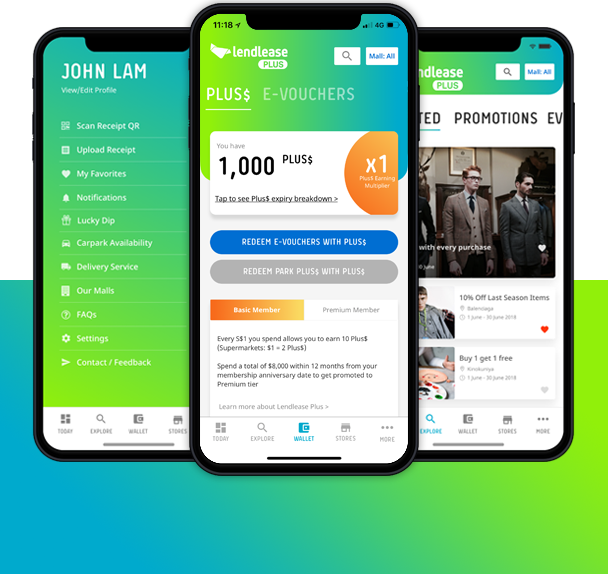 JOHN LAM
View/Edit Profile
Scan Receipt QR
Upload Receipt
My Favorites
Notifications
Lucky Dip
Carpark Availability
Delivery Service
Our Malls
FAQs
Settings
Contact / Feedback
TODAY
EXPLORE
WALLET
STORES
11:18
4G
lendlease
PLUS
Mall: All
PLUS$ E-VOUCHERS
You have
1,000 PLUS$
x1
Plus$ Earning
Multiplier
Tap to see Plus$ expiry breakdown >
REDEEM E-VOUCHERS WITH PLUS$
REDEEM PARK PLUS$ WITH PLUS$
Basic Member
Premium Member
Every S$1 you spend allows you to earn 10 Plus$
(Supermarkets: $1 = 2 Plus$)
Spend a total of $8,000 within 12 months from your
membership anniversary date to get promoted to
Premium tier
Learn more about Lendlease Plus >
TODAY
EXPLORE
WALLET
STORES
MORE
ndlease
PLUS
Mall: All
TED PROMOTIONS EV
with every purchase
June
10% Off Last Season Items
Balendaga
1 June - 30 June 2018
Buy 1 get 1 free
Kinokuniya
1 June - 30 June 2018
EXPLORE
WALLET
STORES
MORE